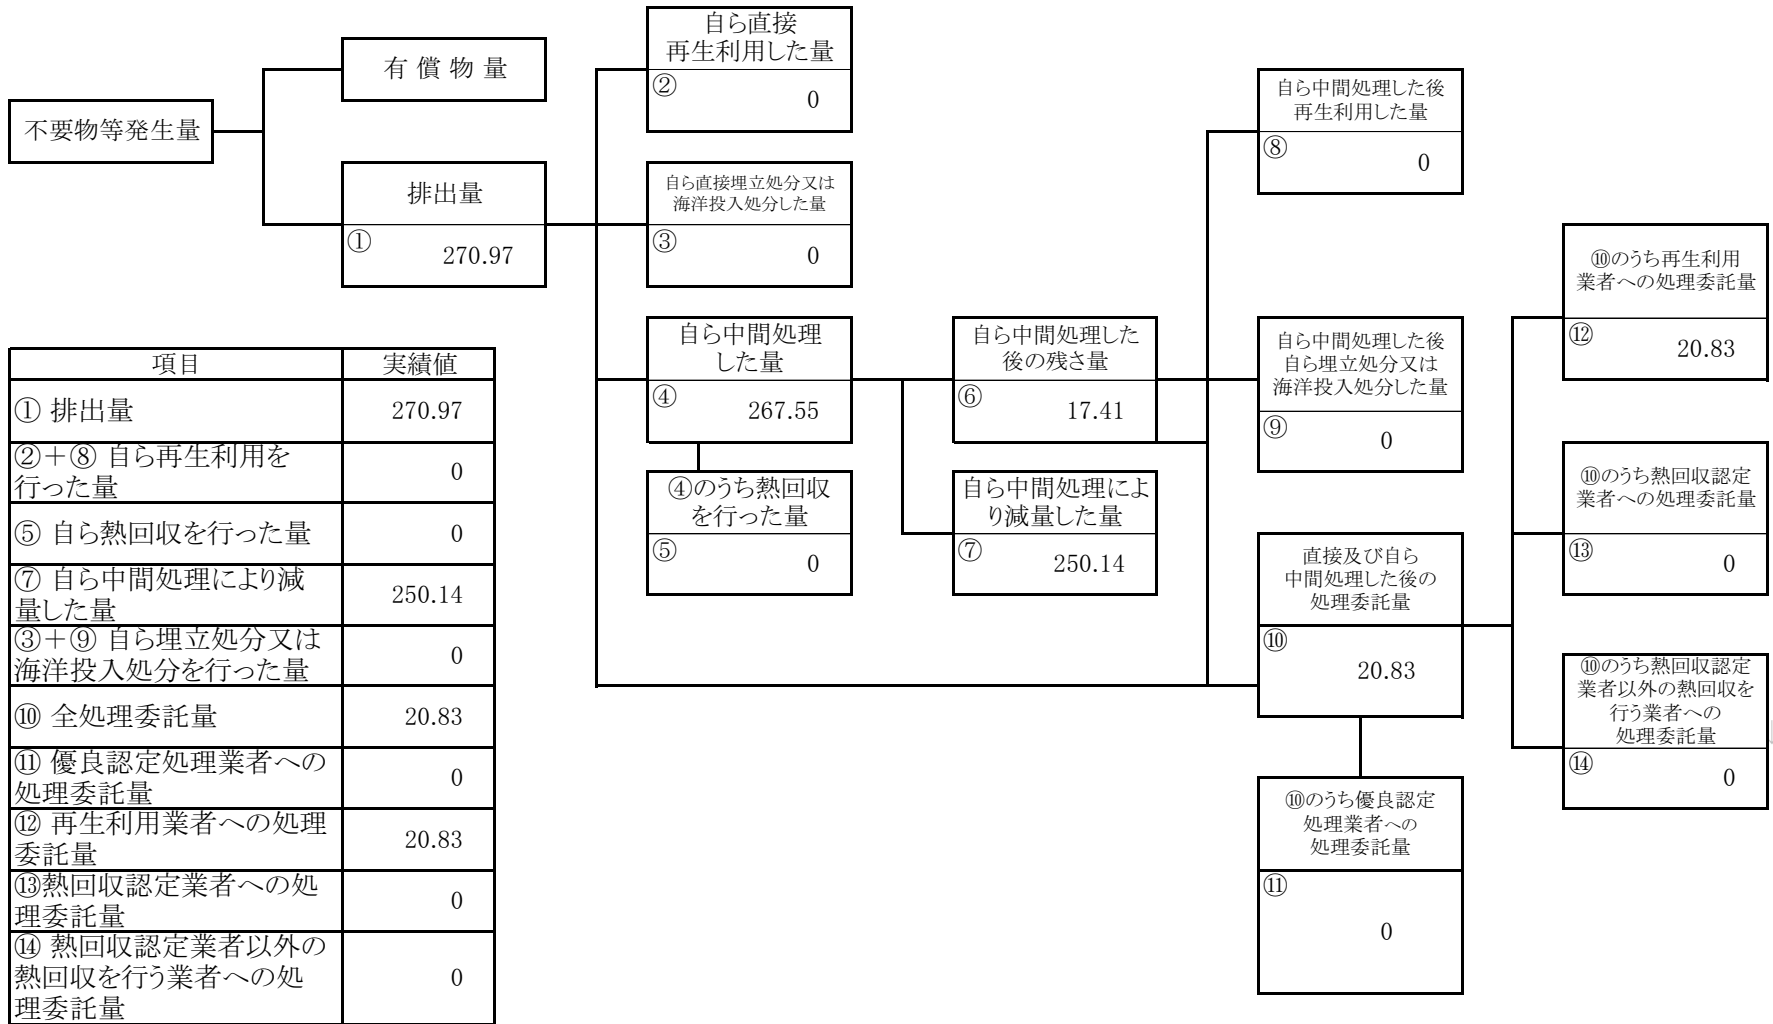 不要物等発生量
有 償 物 量
排出量
①
270.97
自ら直接
再生利用した量
②
0
自ら直接埋立処分又は
海洋投入処分した量
③
0
自ら中間処理
した量
④
267.55
④のうち熱回収
を行った量
⑤
0
自ら中間処理した
後の残さ量
⑥
17.41
自ら中間処理によ
り減量した量
⑦
250.14
自ら中間処理した後
再生利用した量
⑧
0
自ら中間処理した後
自ら埋立処分又は
海洋投入処分した量
⑨
0
直接及び自ら
中間処理した後の
処理委託量
⑩
20.83
⑩のうち優良認定
処理業者への
処理委託量
⑪
0
⑩のうち再生利用
業者への処理委託量
⑫
20.83
⑩のうち熱回収認定
業者への処理委託量
⑬
0
⑩のうち熱回収認定
業者以外の熱回収を
行う業者への
処理委託量
⑭
0
項目 実績値
① 排出量 270.97
②＋⑧ 自ら再生利用を
行った量 0
⑤ 自ら熱回収を行った量 0
⑦ 自ら中間処理により減
量した量 250.14
③＋⑨ 自ら埋立処分又は
海洋投入処分を行った量 0
⑩ 全処理委託量 20.83
⑪ 優良認定処理業者への
処理委託量 0
⑫ 再生利用業者への処理
委託量 20.83
⑬熱回収認定業者への処
理委託量 0
⑭ 熱回収認定業者以外の
熱回収を行う業者への処
理委託量 0